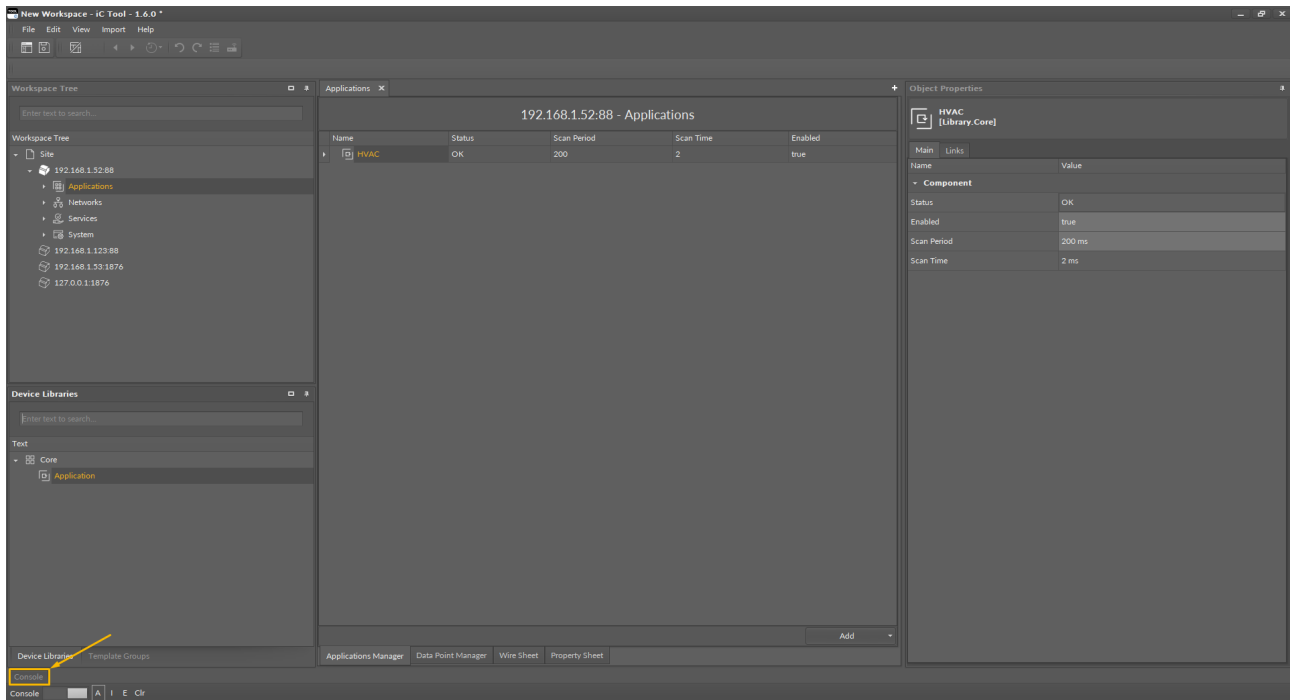 New Workspace - iC Tool - 1.6.0 *
File Edit View Import Help
Workspace Tree
Enter text to search...
Workspace Tree
Site
192.168.1.52:88
Applications
Networks
Services
System
192.168.1.123:88
192.168.1.53:1876
127.0.0.1:1876
Device Libraries
Enter text to search...
Text
Core
Application
Device Libraries Template Groups
Applications
192.168.1.52:88 - Applications
Name Status Scan Period Scan Time Enabled
HVAC OK 200 2 true
Add
Applications Manager Data Point Manager Wire Sheet Property Sheet
Object Properties
HVAC
[Library.Core]
Main Links
Name Value
Component
Status OK
Enabled true
Scan Period 200 ms
Scan Time 2 ms
Console
Console A I E Clr